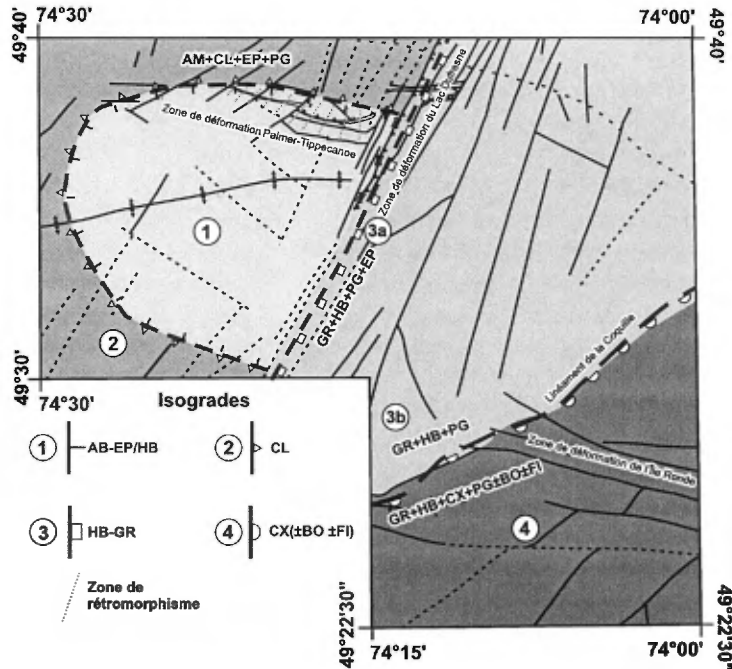 74°30'
74°00'
49°40'
49°40'
AM+CL+EP+PG
Zone de déformation Palmer-Tippecanoe
Zone de déformation du Lac Dufresne
1
3a
GR+HB+PG+EP
2
49°30'
74°30'
Linéament de la Coquille
3b
GR+HB+PG
Zone de déformation de l'Île Ronde
GR+HB+CX+PG±BO±FI
4
Isogrades
1 AB-EP/HB
2 CL
3 HB-GR
4 CX(±BO ±FI)
Zone de
rétromorphisme
49°22'30"
49°22'30"
74°15'
74°00'